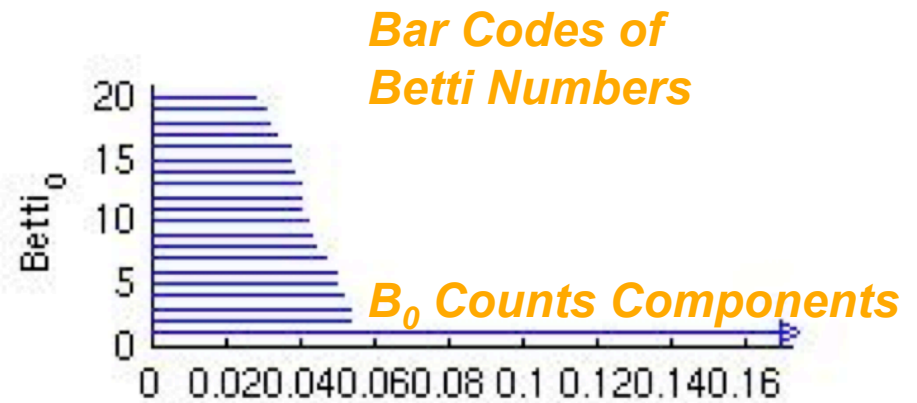 Bar Codes of
Betti Numbers
20
15
10
5
0
Betti0
B0 Counts Components
0 0.020.040.060.08 0.1 0.120.140.16